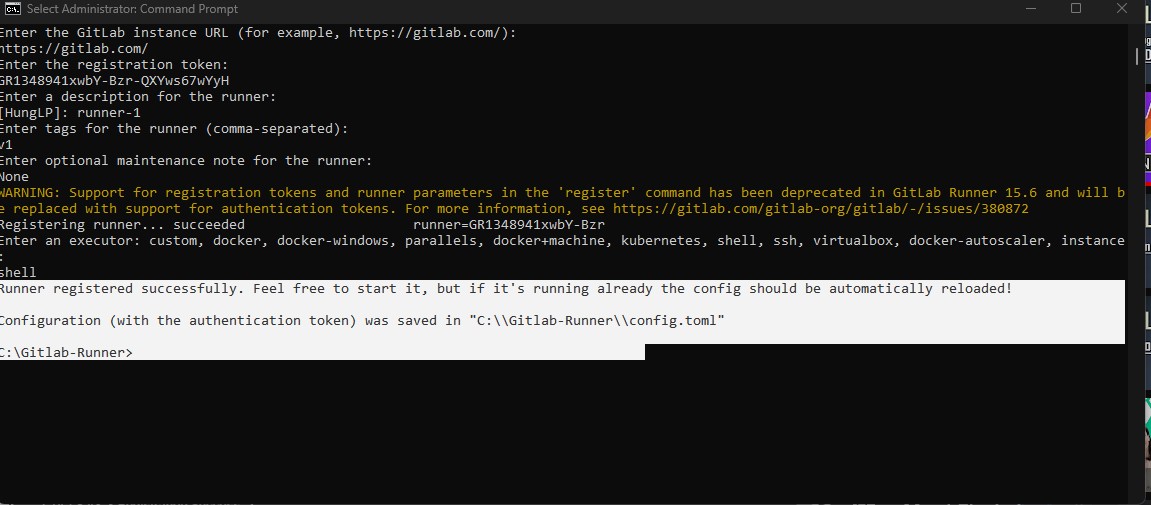 Select Administrator: Command Prompt
Enter the GitLab instance URL (for example, https://gitlab.com/):
https://gitlab.com/
Enter the registration token:
GR1348941xwbY-Bzr-QXYws67wYyH
Enter a description for the runner:
[HungLP]: runner-1
Enter tags for the runner (comma-separated):
v1
Enter optional maintenance note for the runner:
None
WARNING: Support for registration tokens and runner parameters in the 'register' command has been deprecated in GitLab Runner 15.6 and will b
e replaced with support for authentication tokens. For more information, see https://gitlab.com/gitlab-org/gitlab/-/issues/380872
Registering runner... succeeded                     runner=GR1348941xwbY-Bzr
Enter an executor: custom, docker, docker-windows, parallels, docker+machine, kubernetes, shell, ssh, virtualbox, docker-autoscaler, instance
:
shell
Runner registered successfully. Feel free to start it, but if it's running already the config should be automatically reloaded!
Configuration (with the authentication token) was saved in "C:\\Gitlab-Runner\\config.toml"
C:\Gitlab-Runner>